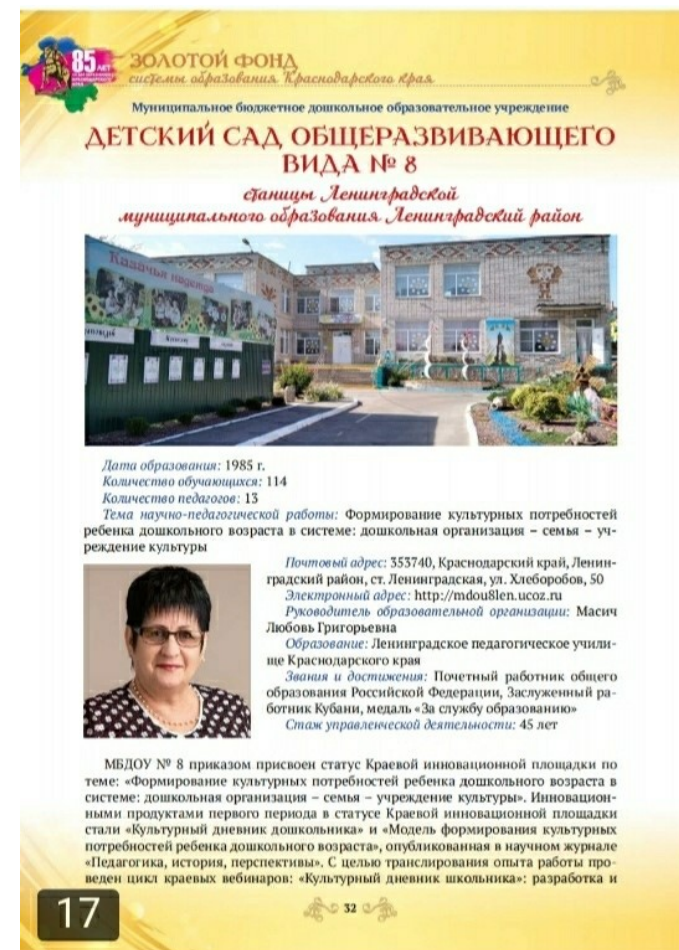 85 ЛЕТ
ЗОЛОТОЙ ФОНД
системы образования Краснодарского края
Муниципальное бюджетное дошкольное образовательное учреждение
ДЕТСКИЙ САД ОБЩЕРАЗВИВАЮЩЕГО
ВИДА № 8
станицы Ленинградской
муниципального образования Ленинградский район
Казачья надежда
Дата образования: 1985 г.
Количество обучающихся: 114
Количество педагогов: 13
Тема научно-педагогической работы: Формирование культурных потребностей
ребенка дошкольного возраста в системе: дошкольная организация – семья – уч-
реждение культуры
Почтовый адрес: 353740, Краснодарский край, Ленин-
градский район, ст. Ленинградская, ул. Хлеборобов, 50
Электронный адрес: http://mdou8len.ucoz.ru
Руководитель образовательной организации: Масич
Любовь Григорьевна
Образование: Ленинградское педагогическое учили-
ще Краснодарского края
Звания и достижения: Почетный работник общего
образования Российской Федерации, Заслуженный ра-
ботник Кубани, медаль «За службу образованию»
Стаж управленческой деятельности: 45 лет
МБДОУ № 8 приказом присвоен статус Краевой инновационной площадки по
теме: «Формирование культурных потребностей ребенка дошкольного возраста в
системе: дошкольная организация – семья – учреждение культуры». Инновацион-
ными продуктами первого периода в статусе Краевой инновационной площадки
стали «Культурный дневник дошкольника» и «Модель формирования культурных
потребностей ребенка дошкольного возраста», опубликованная в научном журнале
«Педагогика, история, перспективы». С целью транслирования опыта работы про-
веден цикл краевых вебинаров: «Культурный дневник школьника»: разработка и
17
32